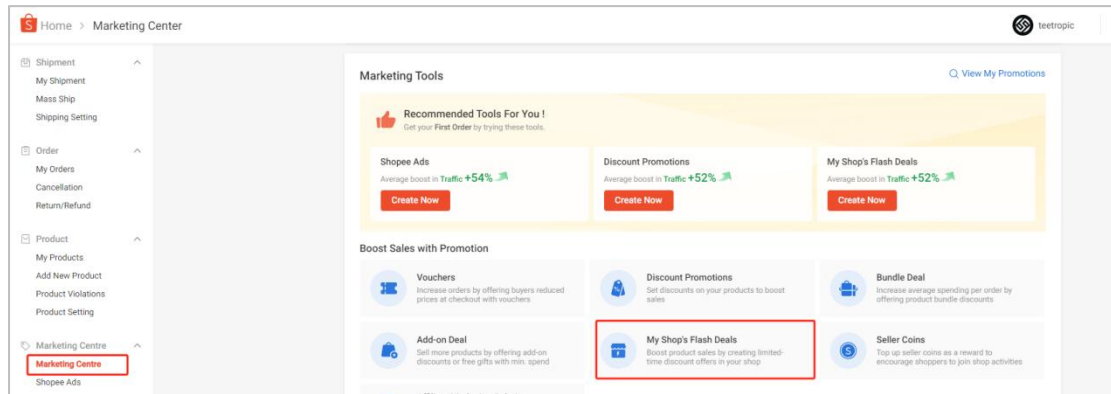 Home > Marketing Center
teetropic
Shipment
My Shipment
Mass Ship
Shipping Setting
Order
My Orders
Cancellation
Return/Refund
Product
My Products
Add New Product
Product Violations
Product Setting
Marketing Centre
Marketing Centre
Shopee Ads
Marketing Tools
View My Promotions
Recommended Tools For You !
Get your First Order by trying these tools.
Shopee Ads
Average boost in Traffic +54%
Create Now
Discount Promotions
Average boost in Traffic +52%
Create Now
My Shop's Flash Deals
Average boost in Traffic +52%
Create Now
Boost Sales with Promotion
Vouchers
Increase orders by offering buyers reduced
prices at checkout with vouchers
Discount Promotions
Set discounts on your products to boost
sales
Bundle Deal
Increase average spending per order by
offering product bundle discounts
Add-on Deal
Sell more products by offering add-on
discounts or free gifts with min. spend
My Shop's Flash Deals
Boost product sales by creating limited-
time discount offers in your shop
Seller Coins
Top up seller coins as a reward to
encourage shoppers to join shop activities